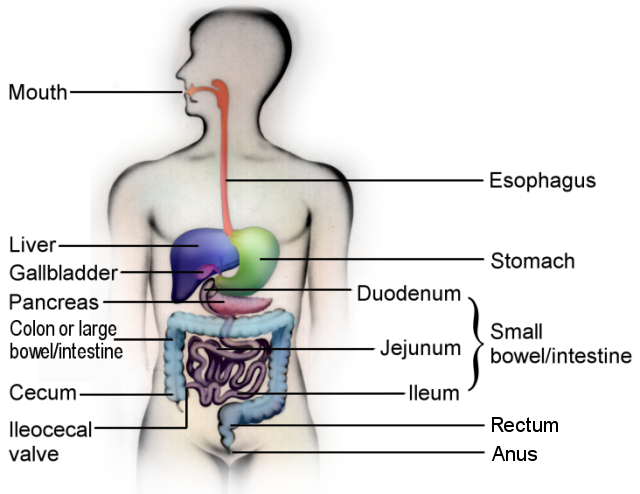 Mouth
Esophagus
Liver
Stomach
Gallbladder
Duodenum
Pancreas
Colon or large
bowel/intestine
Small
bowel/intestine
Jejunum
Cecum
Ileum
Ileocecal
valve
Rectum
Anus